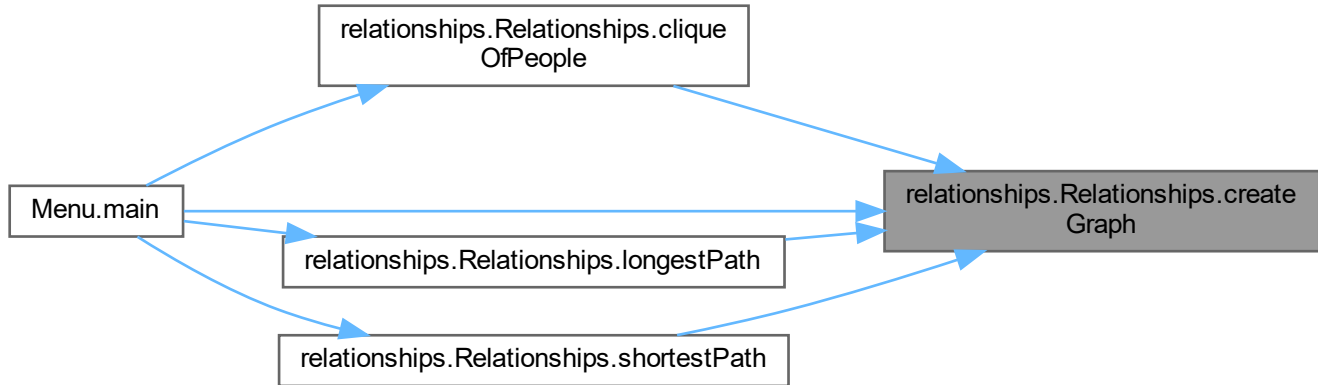 relationships.Relationships.clique
OfPeople
Menu.main
relationships.Relationships.create
Graph
relationships.Relationships.longestPath
relationships.Relationships.shortestPath